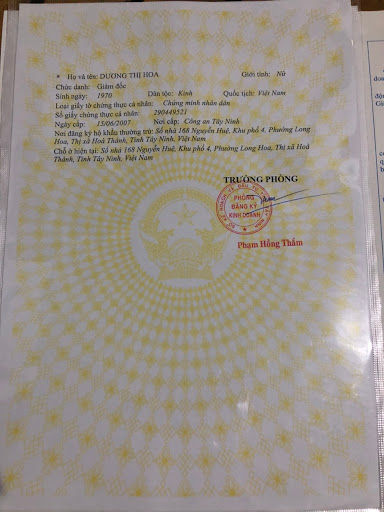 * Họ và tên: DƯƠNG THỊ HOA Giới tính: Nữ
Chức danh: Giám đốc
Sinh ngày: 1970 Dân tộc: Kinh Quốc tịch: Việt Nam
Loại giấy tờ chứng thực cá nhân: Chứng minh nhân dân
Số giấy chứng thực cá nhân: 290449521
Ngày cấp: 15/06/2007 Nơi cấp: Công an Tây Ninh
Nơi đăng ký hộ khẩu thường trú: Số nhà 168 Nguyễn Huệ, Khu phố 4, Phường Long
Hoa, Thị xã Hoà Thành, Tỉnh Tây Ninh, Việt Nam
Chỗ ở hiện tại: Số nhà 168 Nguyễn Huệ, Khu phố 4, Phường Long Hoa, Thị xã Hoà
Thành, Tỉnh Tây Ninh, Việt Nam
TRƯỞNG PHÒNG
PHÒNG
ĐĂNG KÝ
KINH DOANH
Phạm Hồng Thắm